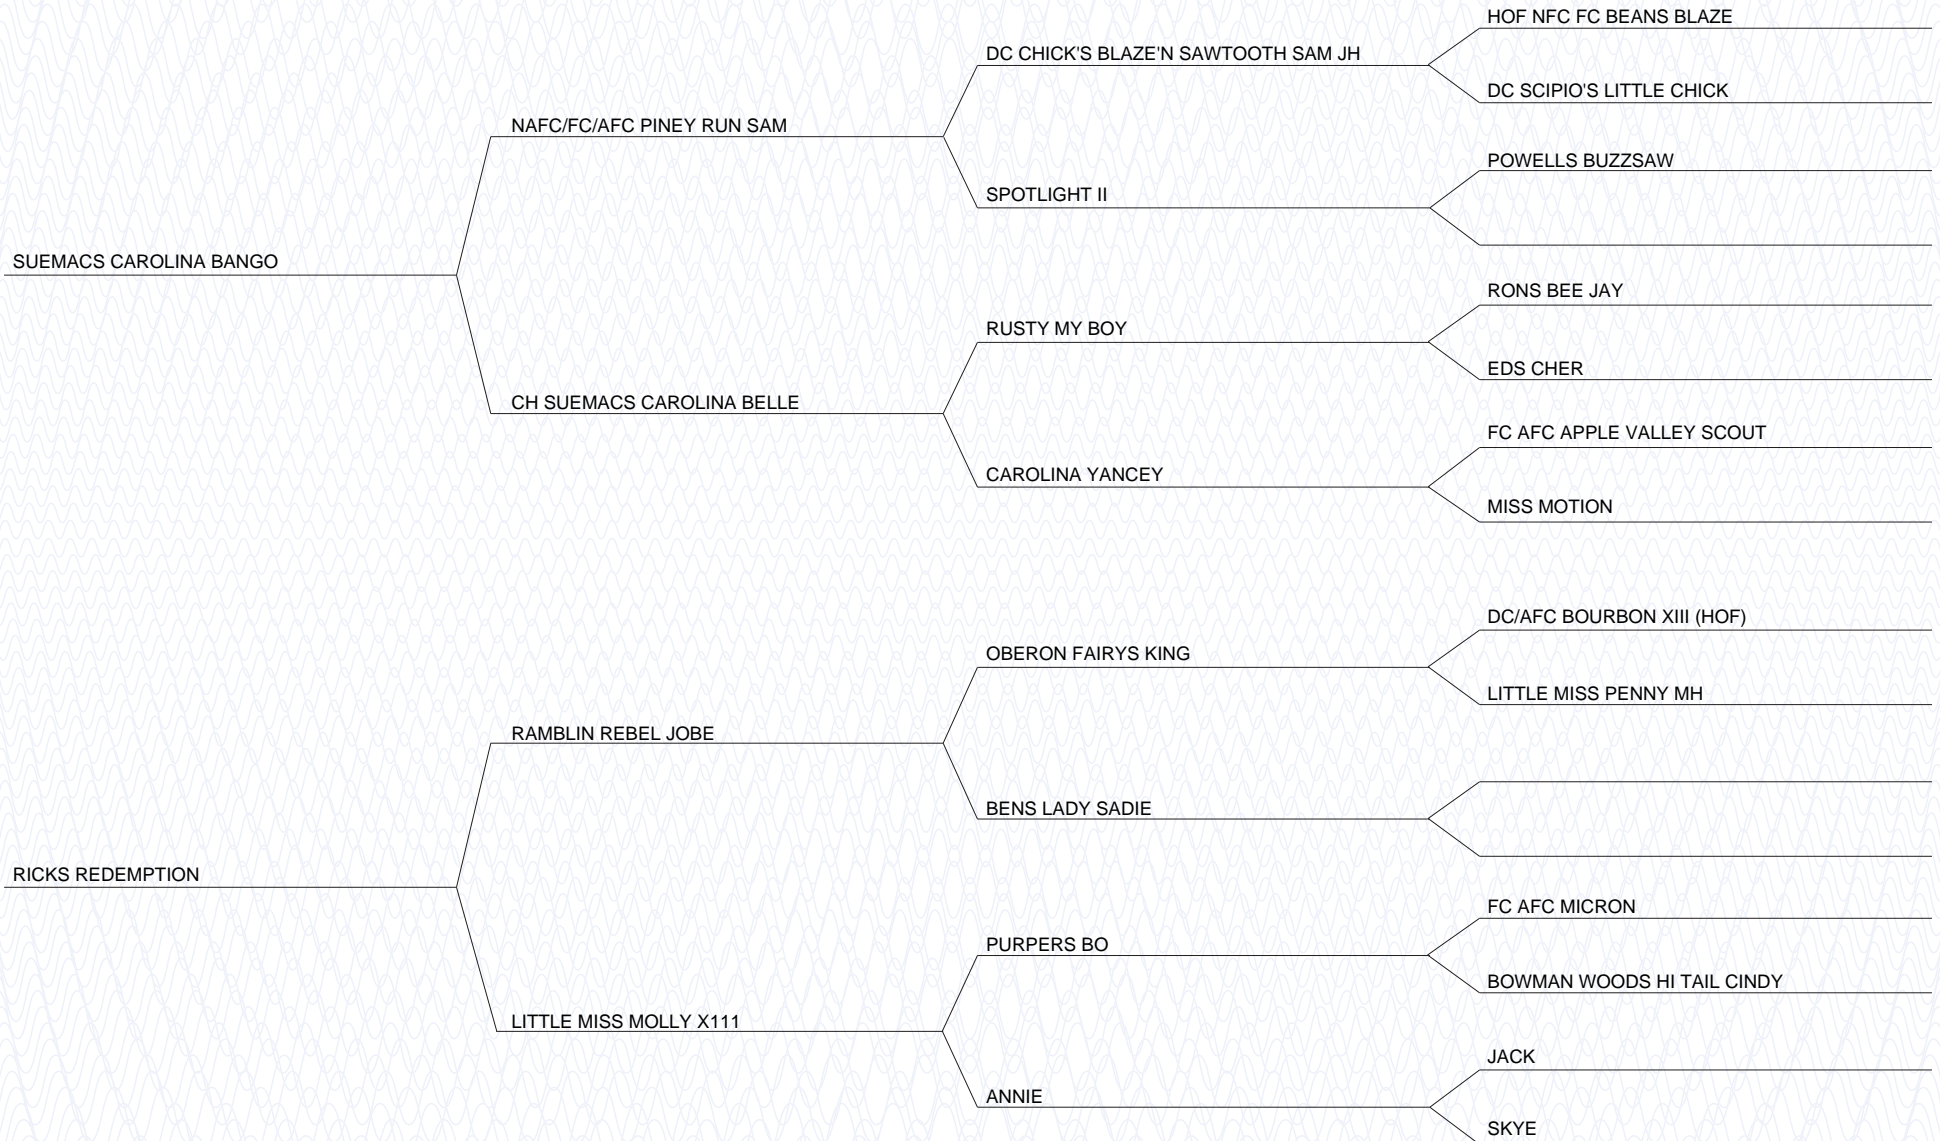 HOF NFC FC BEANS BLAZE
DC CHICK'S BLAZE'N SAWTOOTH SAM JH
DC SCIPIO'S LITTLE CHICK
NAFC/FC/AFC PINEY RUN SAM
POWELLS BUZZSAW
SPOTLIGHT II
SUEMACS CAROLINA BANGO
RONS BEE JAY
RUSTY MY BOY
EDS CHER
CH SUEMACS CAROLINA BELLE
FC AFC APPLE VALLEY SCOUT
CAROLINA YANCEY
MISS MOTION
DC/AFC BOURBON XIII (HOF)
OBERON FAIRYS KING
LITTLE MISS PENNY MH
RAMBLIN REBEL JOBE
BENS LADY SADIE
RICKS REDEMPTION
FC AFC MICRON
PURPERS BO
BOWMAN WOODS HI TAIL CINDY
LITTLE MISS MOLLY X111
JACK
ANNIE
SKYE